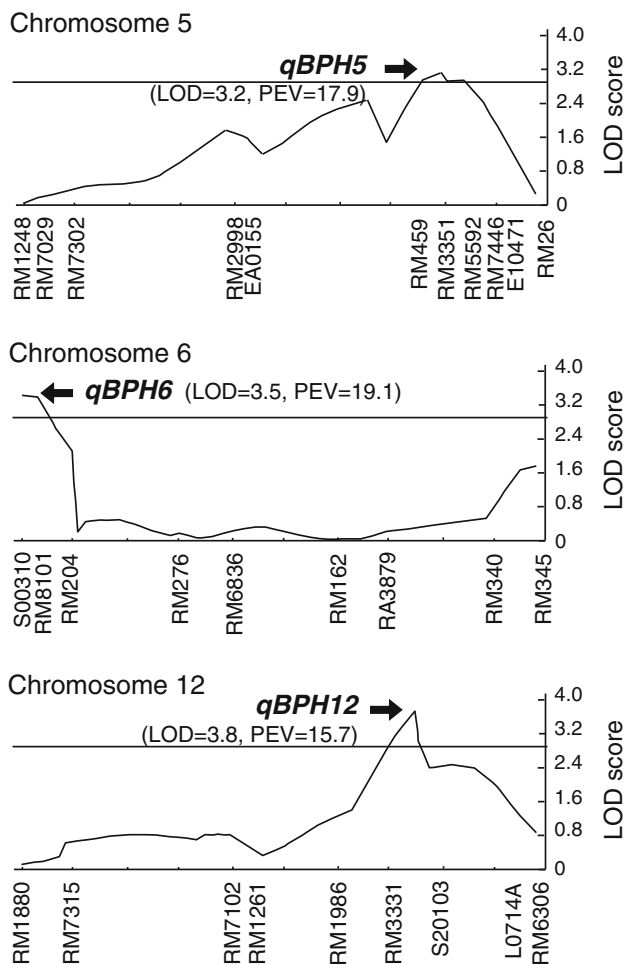 Chromosome 5
4.0
qBPH5
3.2
(LOD=3.2, PEV=17.9)
2.4
1.6
0.8
0
LOD score
RM1248
RM7029
RM7302
RM2998
EA0155
RM459
RM3351
RM5592
RM7446
E10471
RM26
Chromosome 6
4.0
qBPH6 (LOD=3.5, PEV=19.1)
3.2
2.4
1.6
0.8
0
LOD score
S00310
RM8101
RM204
RM276
RM6836
RM162
RA3879
RM340
RM345
Chromosome 12
4.0
qBPH12
3.2
(LOD=3.8, PEV=15.7)
2.4
1.6
0.8
0
LOD score
RM1880
RM7315
RM7102
RM1261
RM1986
RM3331
S20103
L0714A
RM6306